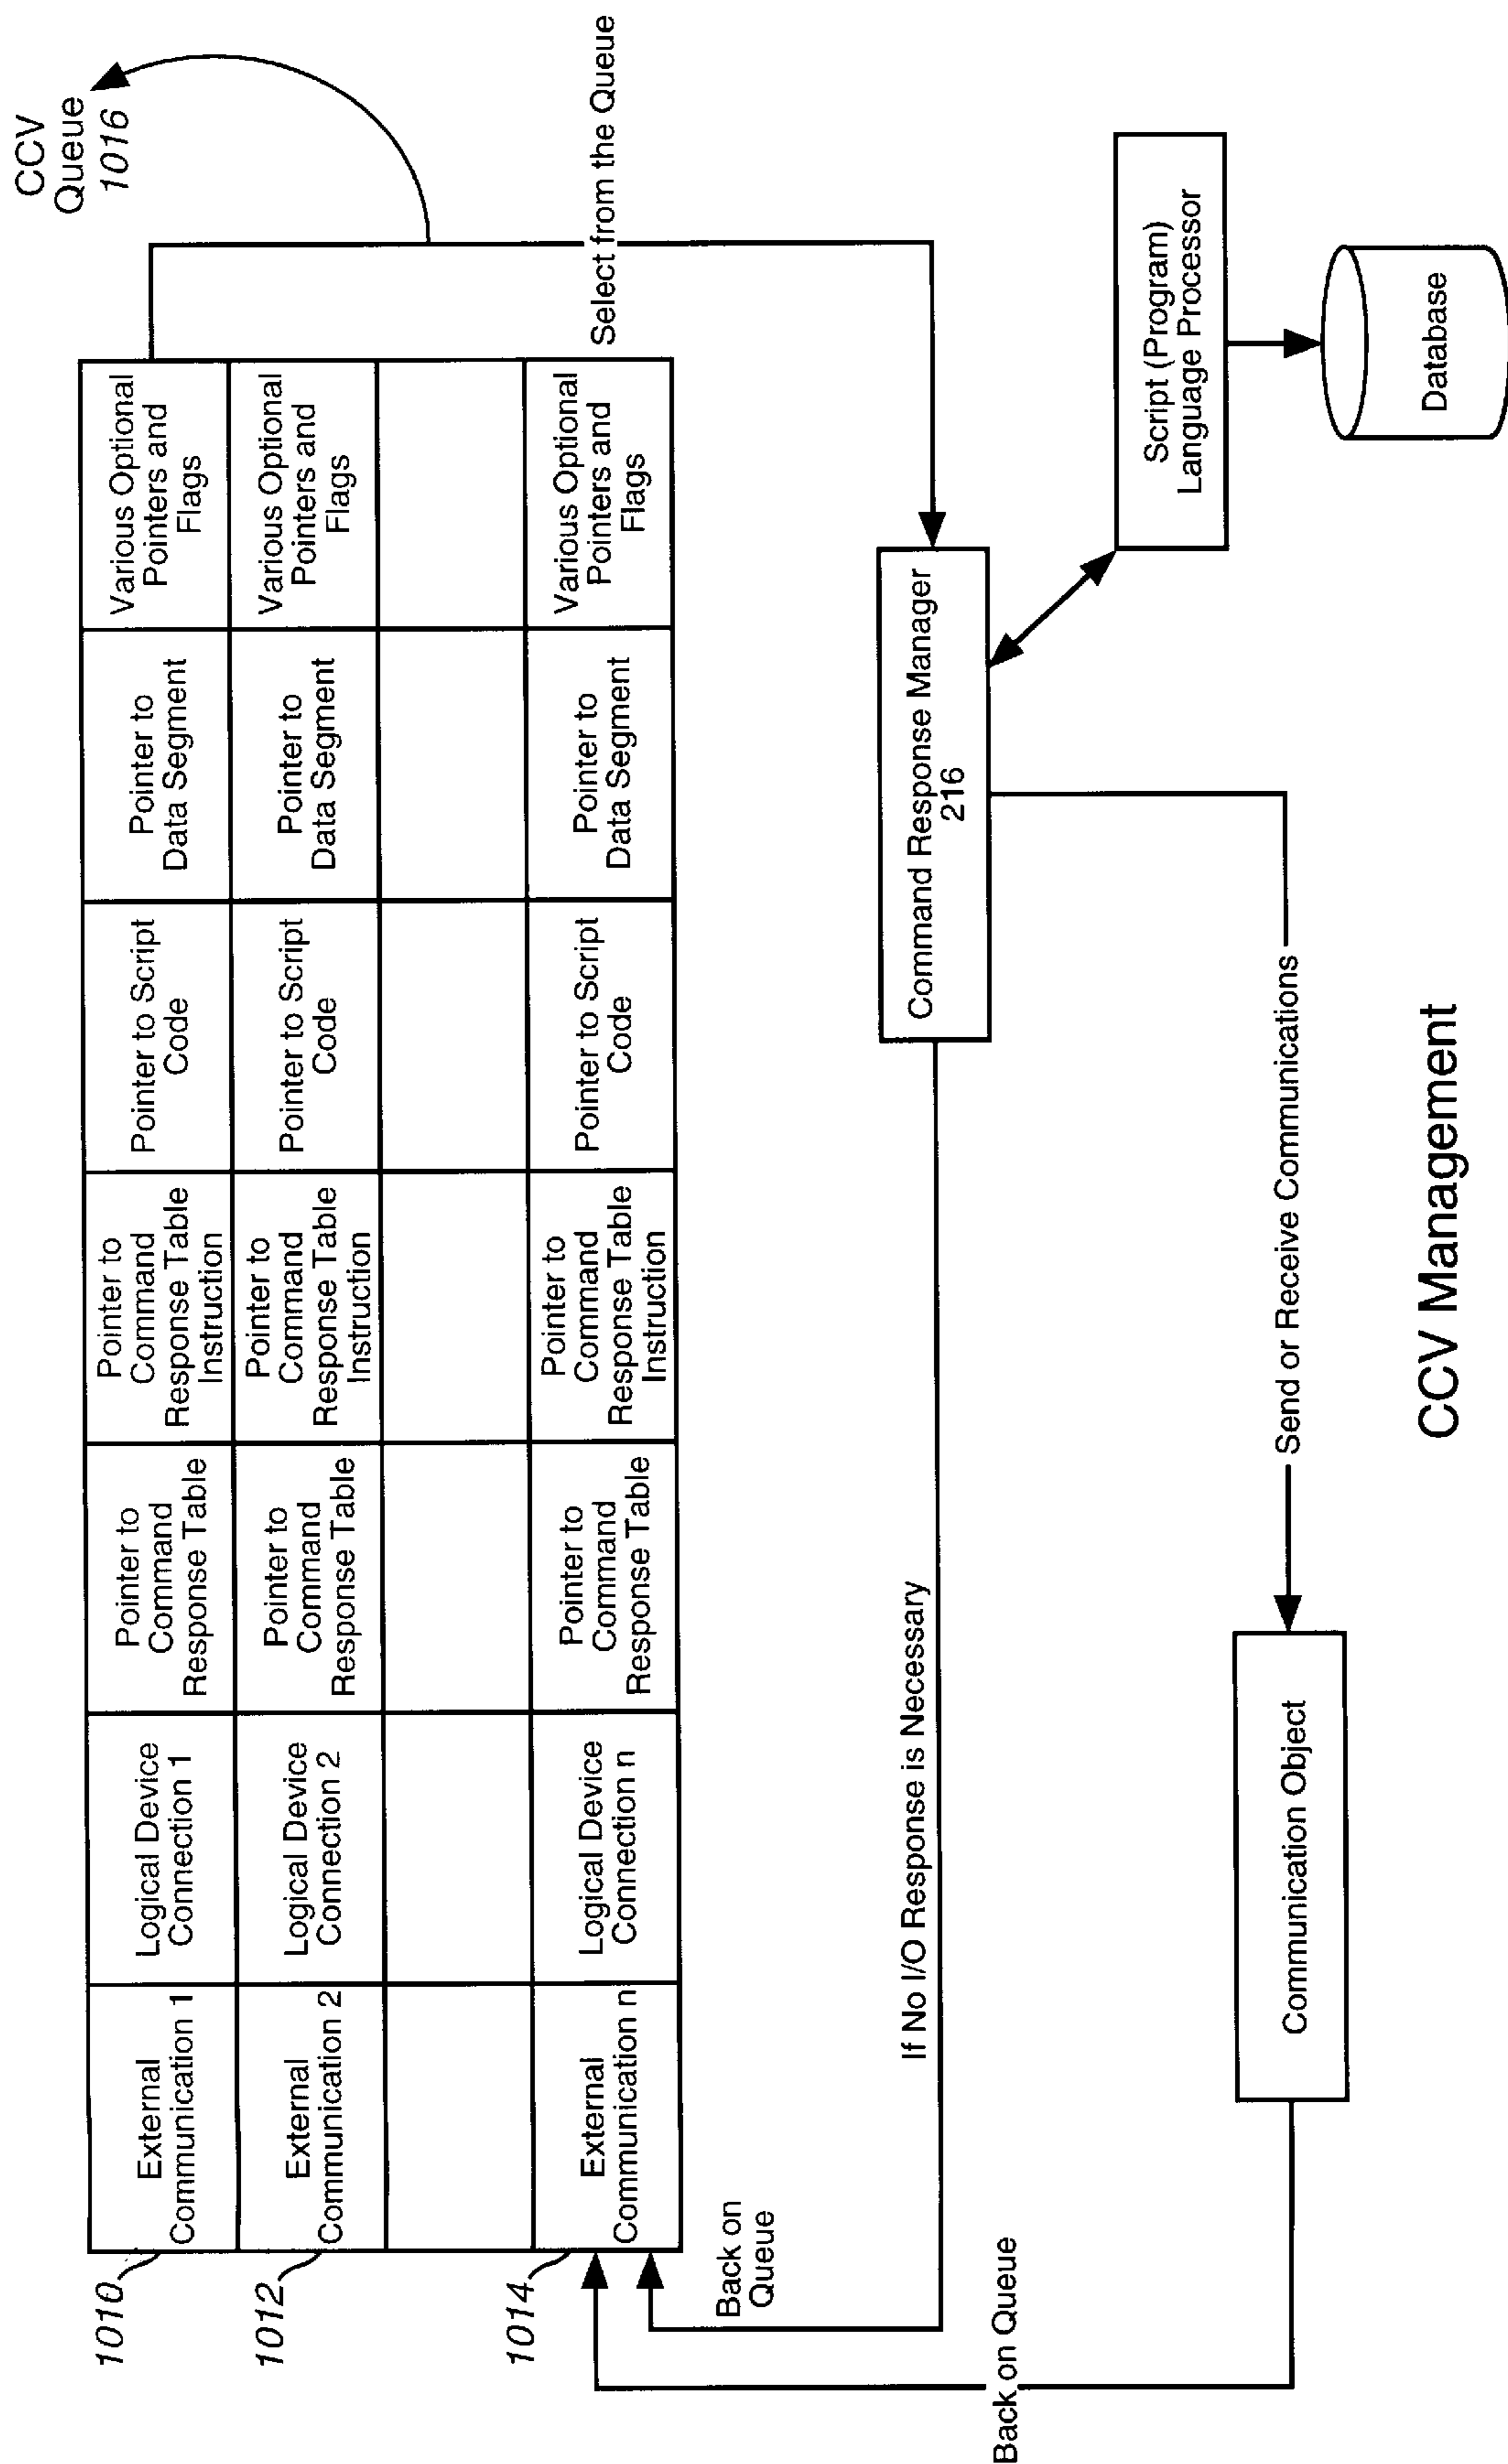 CCV
Queue
1016
1010
External
Communication 1
Logical Device
Connection 1
Pointer to
Command
Response Table
Pointer to
Command
Response Table
Instruction
Pointer to Script
Code
Pointer to
Data Segment
Various Optional
Pointers and
Flags
1012
External
Communication 2
Logical Device
Connection 2
Pointer to
Command
Response Table
Pointer to
Command
Response Table
Instruction
Pointer to Script
Code
Pointer to
Data Segment
Various Optional
Pointers and
Flags
1014
External
Communication n
Logical Device
Connection n
Pointer to
Command
Response Table
Pointer to
Command
Response Table
Instruction
Pointer to Script
Code
Pointer to
Data Segment
Various Optional
Pointers and
Flags
Select from the Queue
Back on
Queue
If No I/O Response is Necessary
Command Response Manager
216
Script (Program)
Language Processor
Database
Back on Queue
Communication Object
Send or Receive Communications
CCV Management